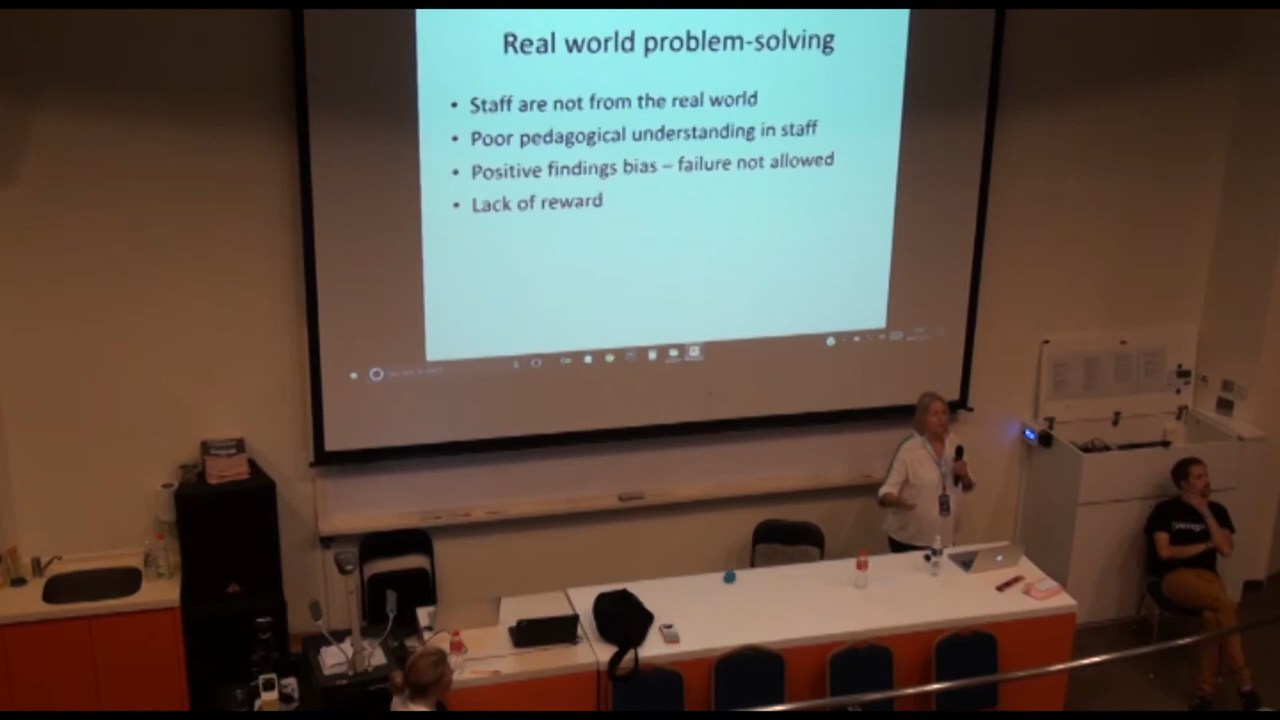 Real world problem-solving
• Staff are not from the real world
• Poor pedagogical understanding in staff
• Positive findings bias – failure not allowed
• Lack of reward